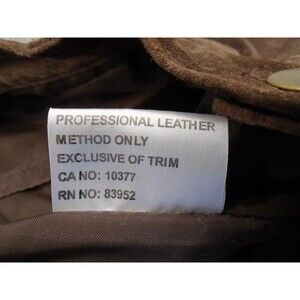 PROFESSIONAL LEATHER
METHOD ONLY
EXCLUSIVE OF TRIM
CA NO: 10377
RN NO: 83952